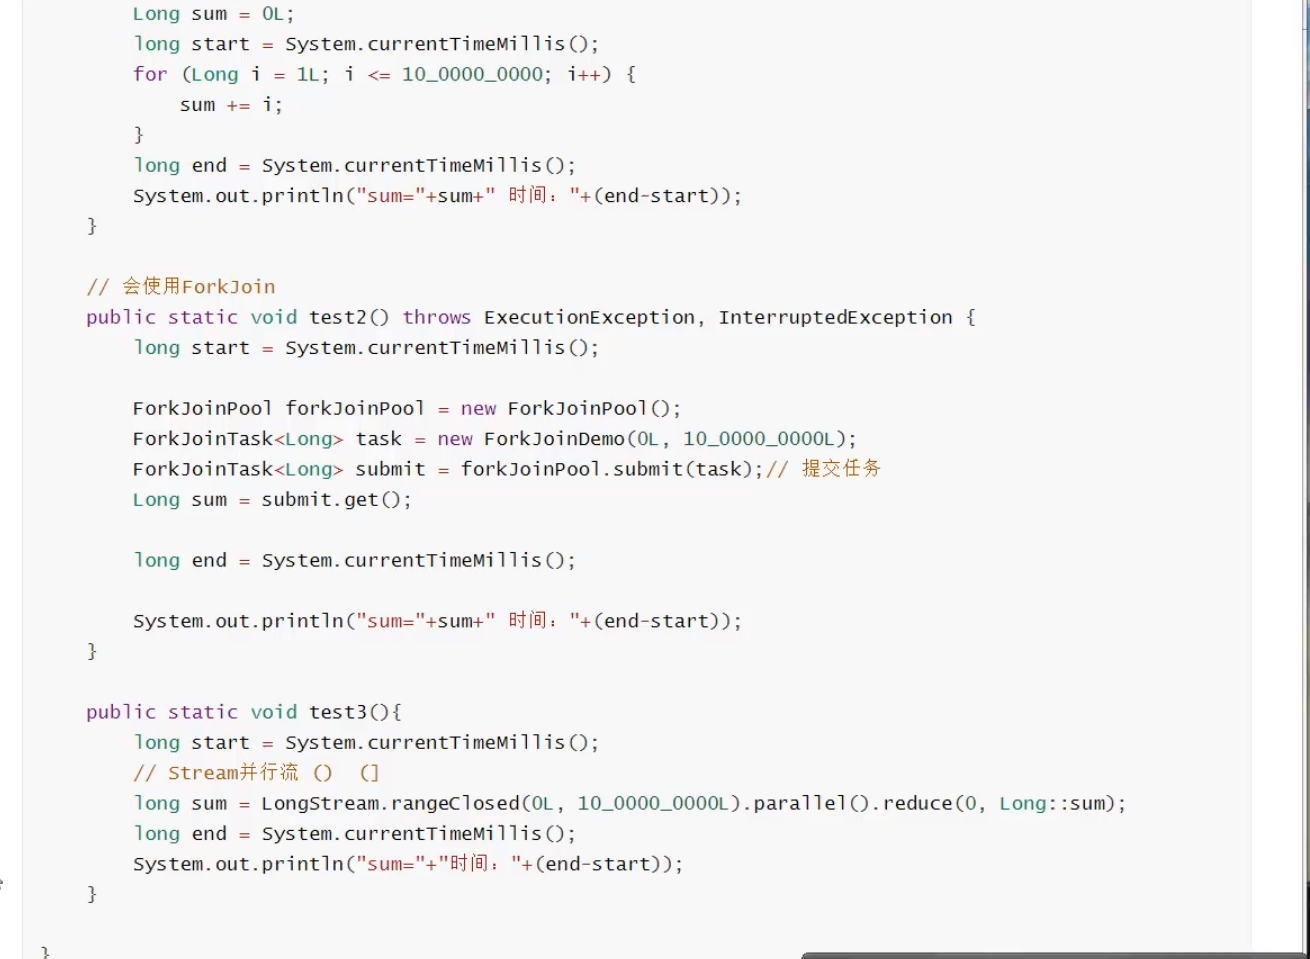 Long sum = 0L;
long start = System.currentTimeMillis();
for (Long i = 1L; i <= 10_0000_0000; i++) {
sum += i;
}
long end = System.currentTimeMillis();
System.out.println("sum="+sum+" 时间："+(end-start));
}
// 会使用ForkJoin
public static void test2() throws ExecutionException, InterruptedException {
long start = System.currentTimeMillis();
ForkJoinPool forkJoinPool = new ForkJoinPool();
ForkJoinTask<Long> task = new ForkJoinDemo(0L, 10_0000_0000L);
ForkJoinTask<Long> submit = forkJoinPool.submit(task);// 提交任务
Long sum = submit.get();
long end = System.currentTimeMillis();
System.out.println("sum="+sum+" 时间："+(end-start));
}
public static void test3(){
long start = System.currentTimeMillis();
// Stream并行流 ()  (]
long sum = LongStream.rangeClosed(0L, 10_0000_0000L).parallel().reduce(0, Long::sum);
long end = System.currentTimeMillis();
System.out.println("sum="+"时间："+(end-start));
}
}